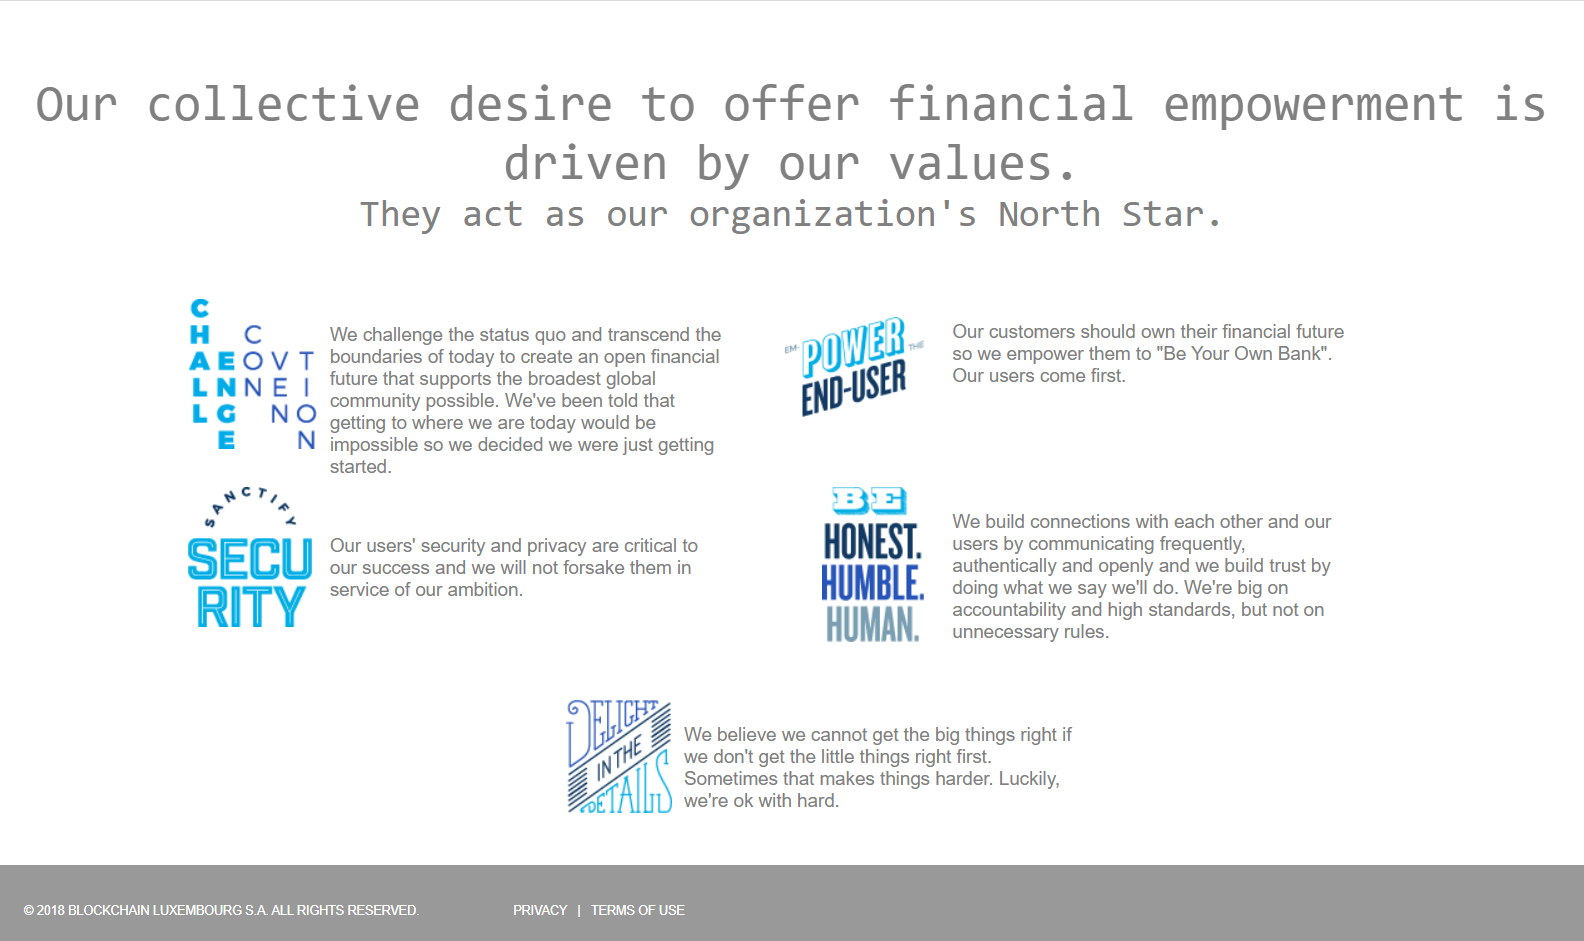 Our collective desire to offer financial empowerment is
driven by our values.
They act as our organization's North Star.
CHALLENGE CONVENTION
We challenge the status quo and transcend the
boundaries of today to create an open financial
future that supports the broadest global
community possible. We've been told that
getting to where we are today would be
impossible so we decided we were just getting
started.
EM-POWER THE
END-USER
Our customers should own their financial future
so we empower them to "Be Your Own Bank".
Our users come first.
SANCTIFY
SECU
RITY
Our users' security and privacy are critical to
our success and we will not forsake them in
service of our ambition.
BE
HONEST.
HUMBLE.
HUMAN.
We build connections with each other and our
users by communicating frequently,
authentically and openly and we build trust by
doing what we say we'll do. We're big on
accountability and high standards, but not on
unnecessary rules.
DELIGHT
IN THE
DETAILS
We believe we cannot get the big things right if
we don't get the little things right first.
Sometimes that makes things harder. Luckily,
we're ok with hard.
© 2018 BLOCKCHAIN LUXEMBOURG S.A. ALL RIGHTS RESERVED. PRIVACY | TERMS OF USE